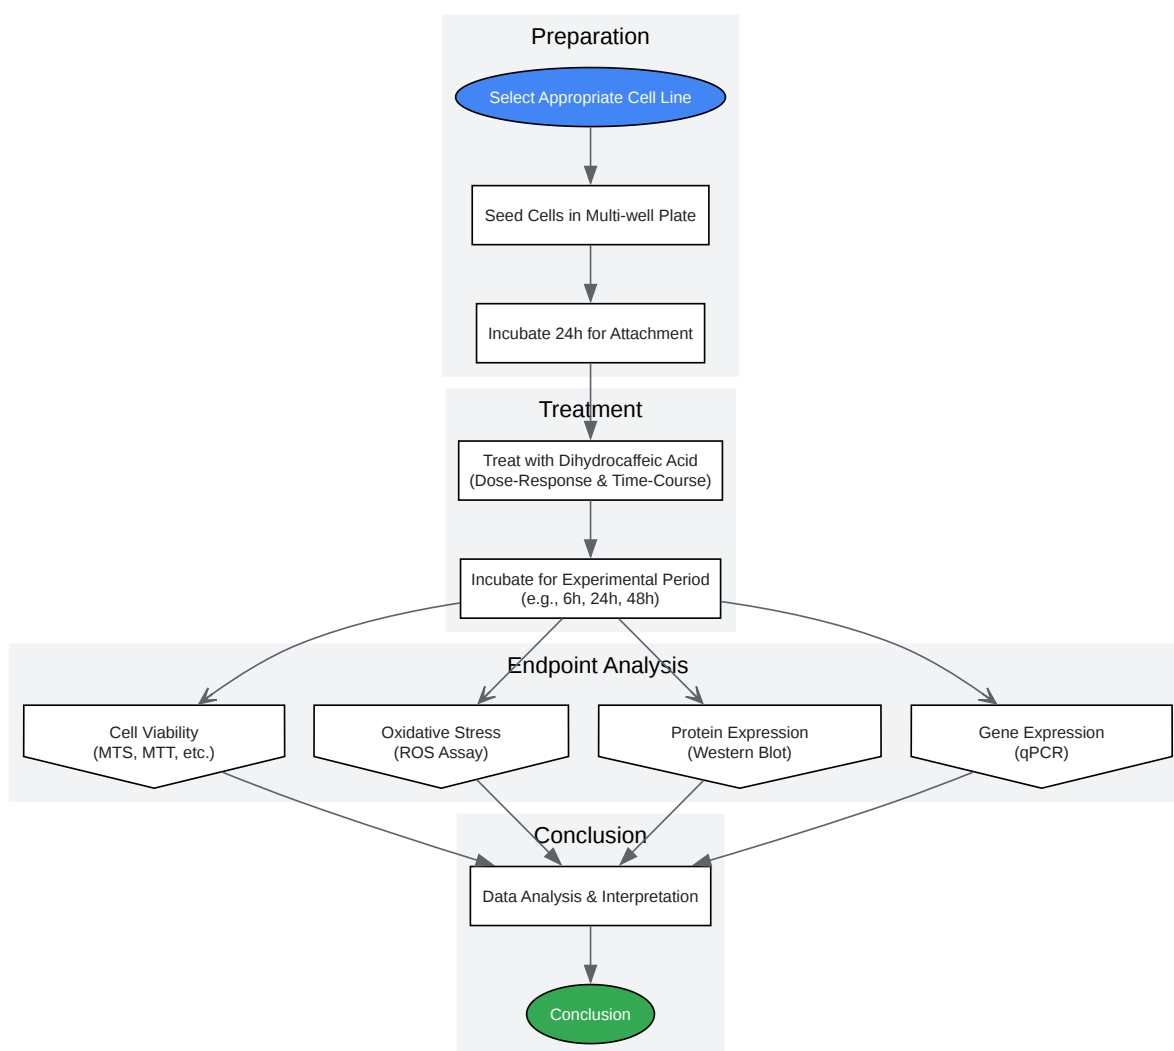 Preparation
Select Appropriate Cell Line
Seed Cells in Multi-well Plate
Incubate 24h for Attachment
Treatment
Treat with Dihydrocaffeic Acid
(Dose-Response & Time-Course)
Incubate for Experimental Period
(e.g., 6h, 24h, 48h)
Endpoint Analysis
Cell Viability
(MTS, MTT, etc.)
Oxidative Stress
(ROS Assay)
Protein Expression
(Western Blot)
Gene Expression
(qPCR)
Conclusion
Data Analysis & Interpretation
Conclusion